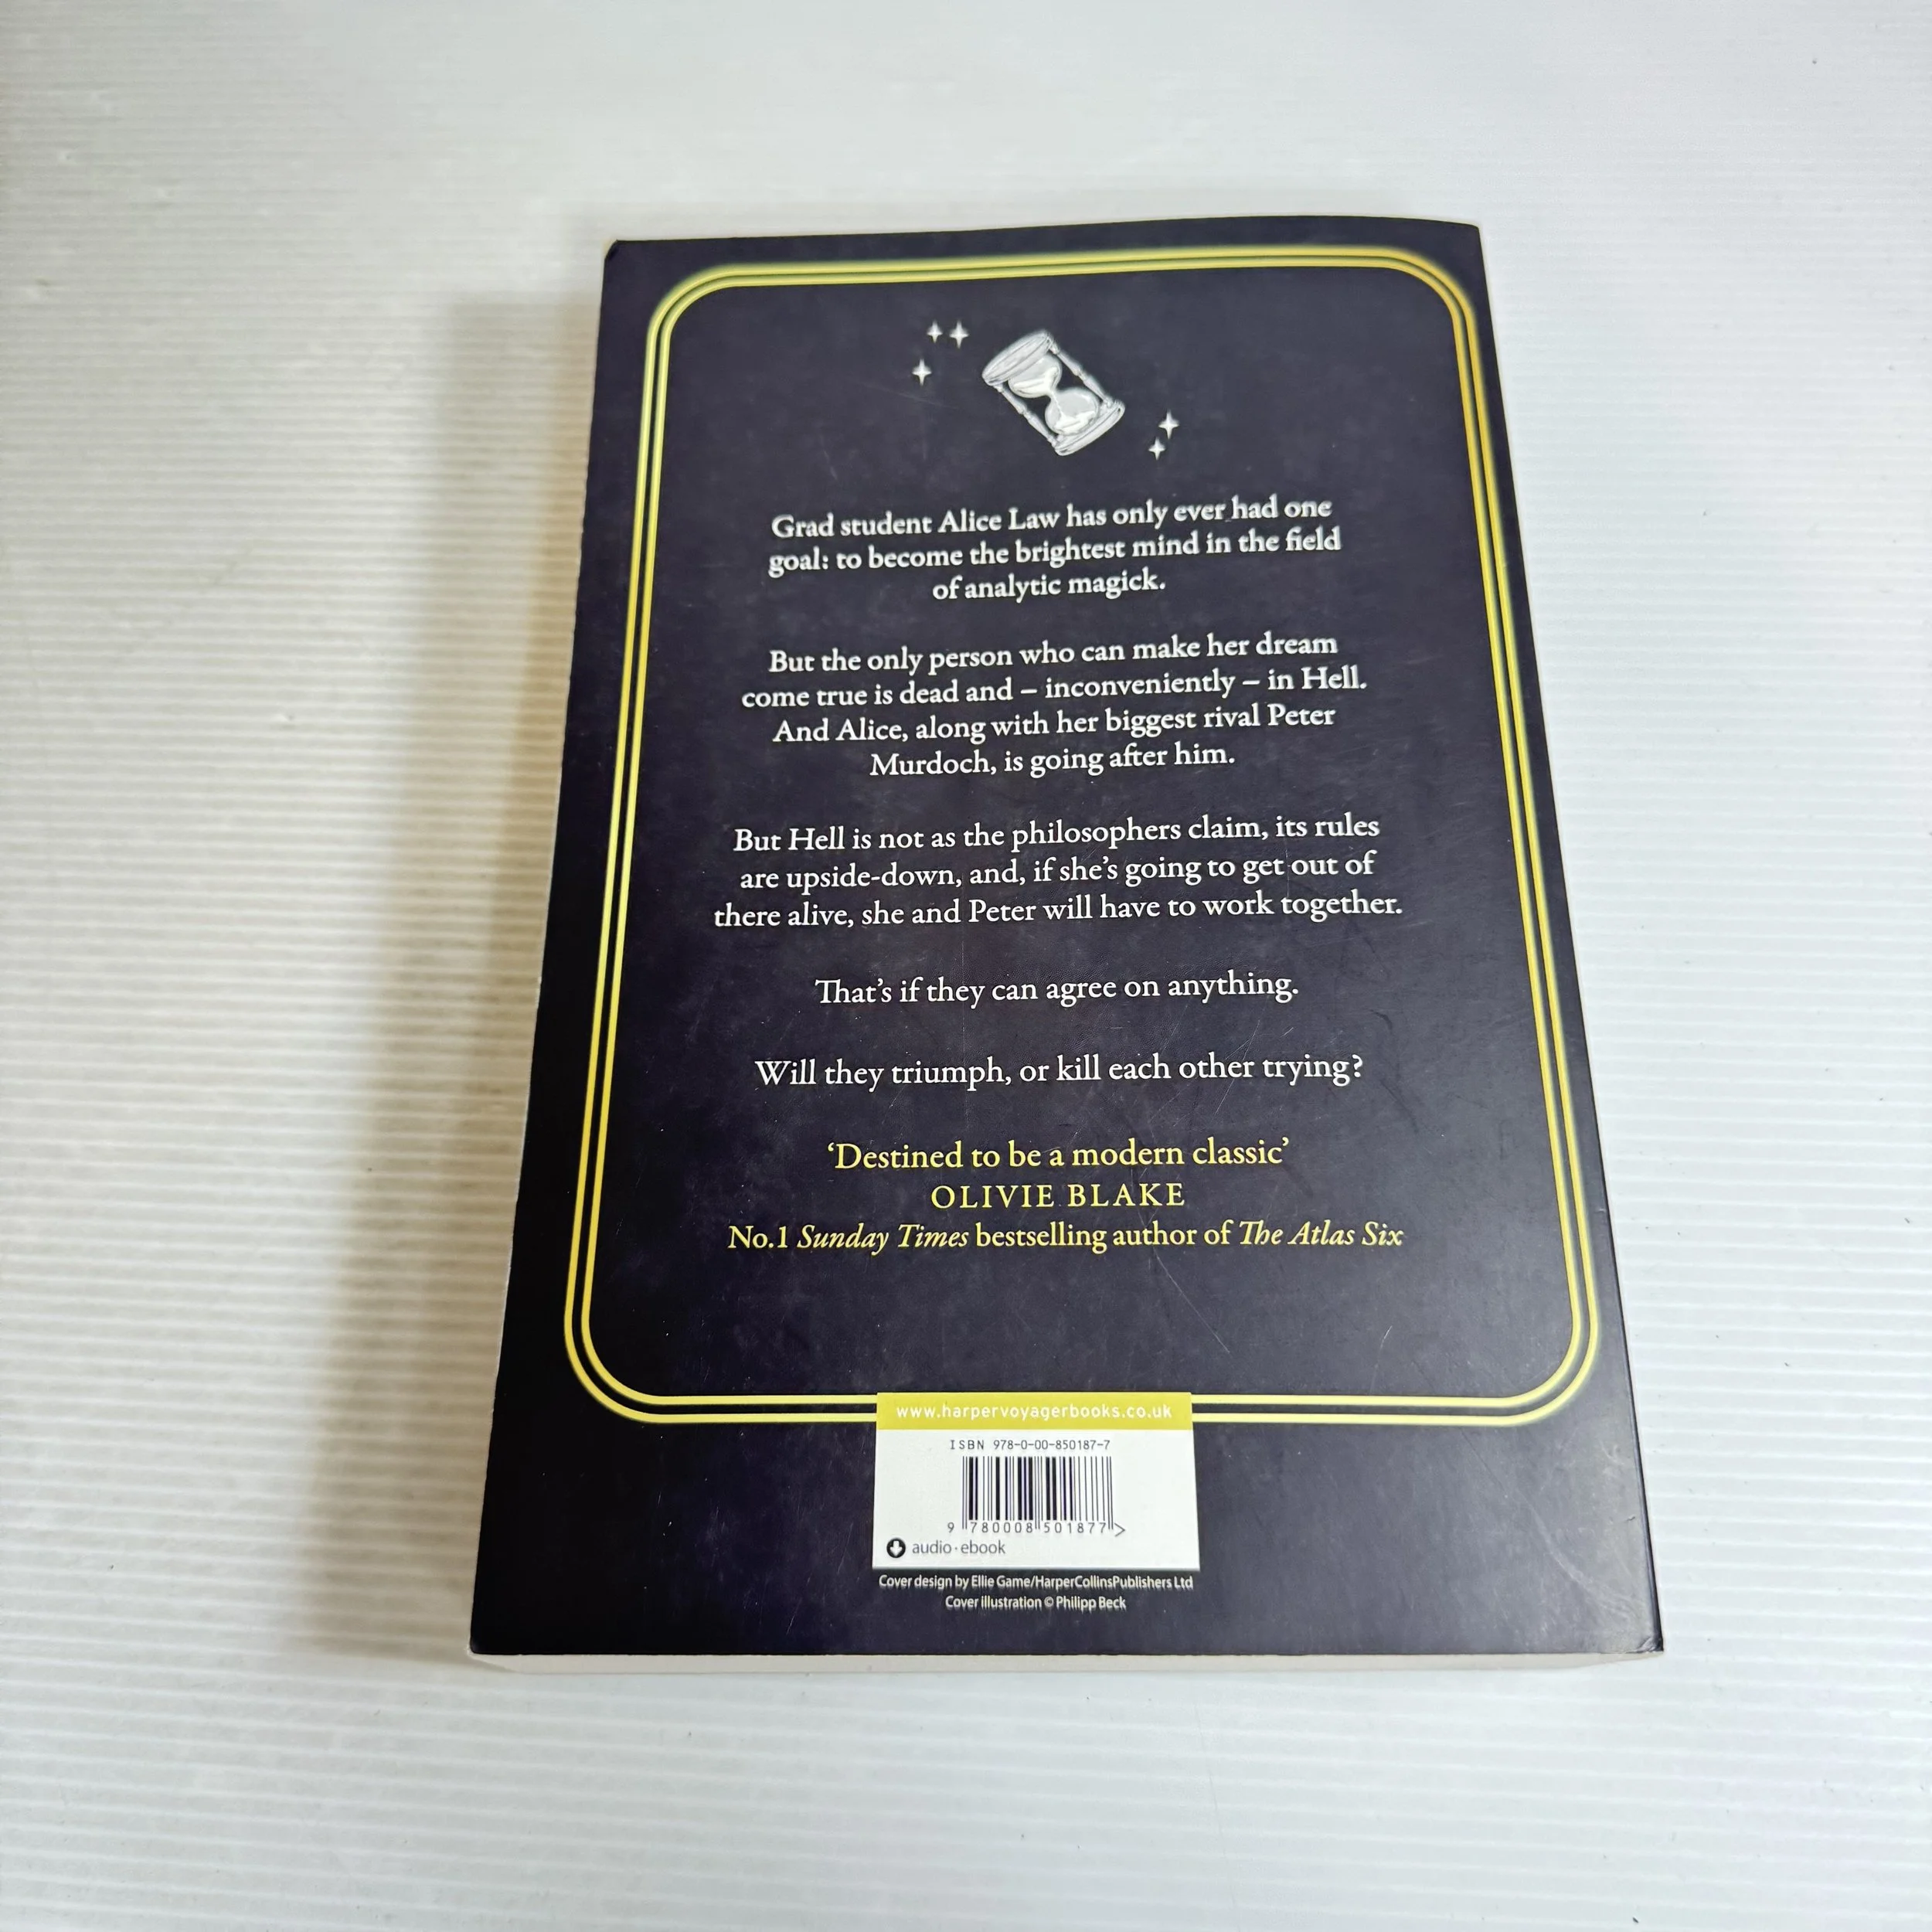 Grad student Alice Law has only ever had one
goal: to become the brightest mind in the field
of analytic magick.
But the only person who can make her dream
come true is dead and – inconveniently – in Hell.
And Alice, along with her biggest rival Peter
Murdoch, is going after him.
But Hell is not as the philosophers claim, its rules
are upside-down, and, if she's going to get out of
there alive, she and Peter will have to work together.
That's if they can agree on anything.
Will they triumph, or kill each other trying?
‘Destined to be a modern classic’
OLIVIE BLAKE
No.1 Sunday Times bestselling author of The Atlas Six
www.harpervoyagerbooks.co.uk
ISBN 978-0-00-850187-7
9 780008 501877 >
audio·ebook
Cover design by Ellie Game/HarperCollinsPublishers Ltd
Cover illustration © Philipp Beck